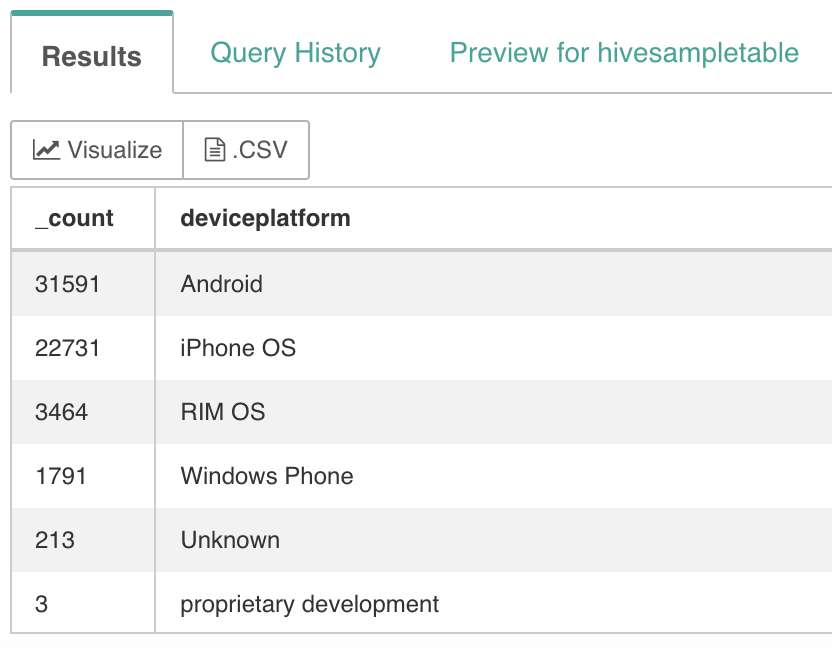 Results Query History Preview for hivesampletable
Visualize .CSV
_count deviceplatform
31591 Android
22731 iPhone OS
3464 RIM OS
1791 Windows Phone
213 Unknown
3 proprietary development